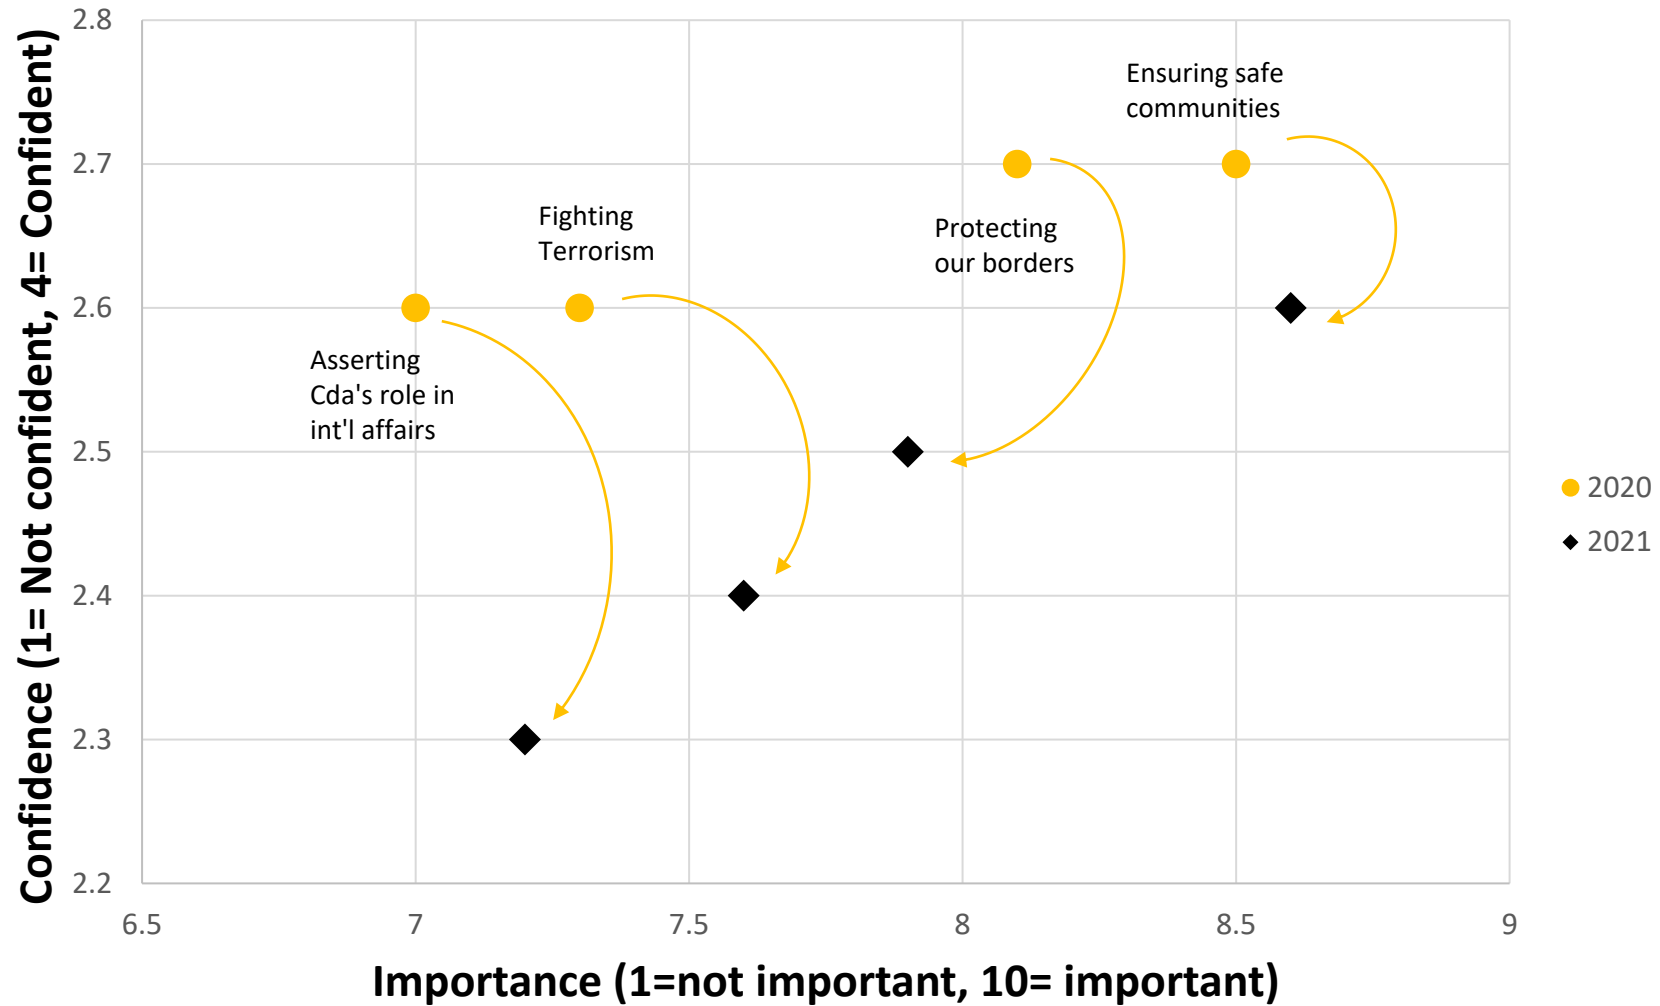 Confidence (1= Not confident, 4= Confident)
2.8
2.7
2.6
2.5
2.4
2.3
2.2
Ensuring safe
communities
Fighting
Terrorism
Protecting
our borders
Asserting
Cda's role in
int'l affairs
2020
2021
6.5
7
7.5
8
8.5
9
Importance (1=not important, 10= important)